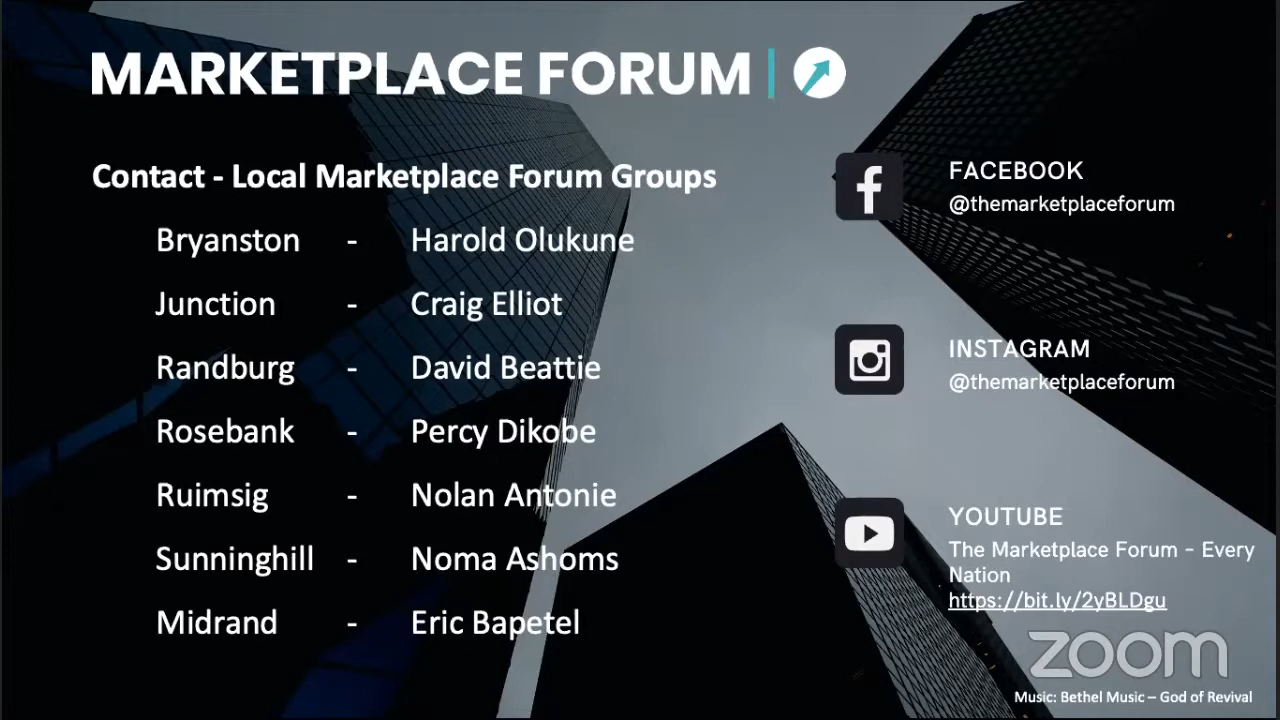 MARKETPLACE FORUM |
Contact - Local Marketplace Forum Groups
Bryanston - Harold Olukune
Junction - Craig Elliot
Randburg - David Beattie
Rosebank - Percy Dikobe
Ruimsig - Nolan Antonie
Sunninghill - Noma Ashoms
Midrand - Eric Bapetel
FACEBOOK
@themarketplaceforum
INSTAGRAM
@themarketplaceforum
YOUTUBE
The Marketplace Forum - Every
Nation
https://bit.ly/2yBLDgu
zoom
Music: Bethel Music – God of Revival